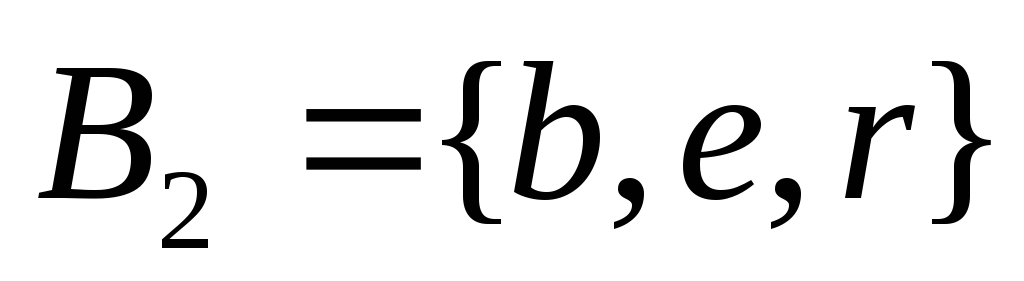 B₂ = {b, e, r}